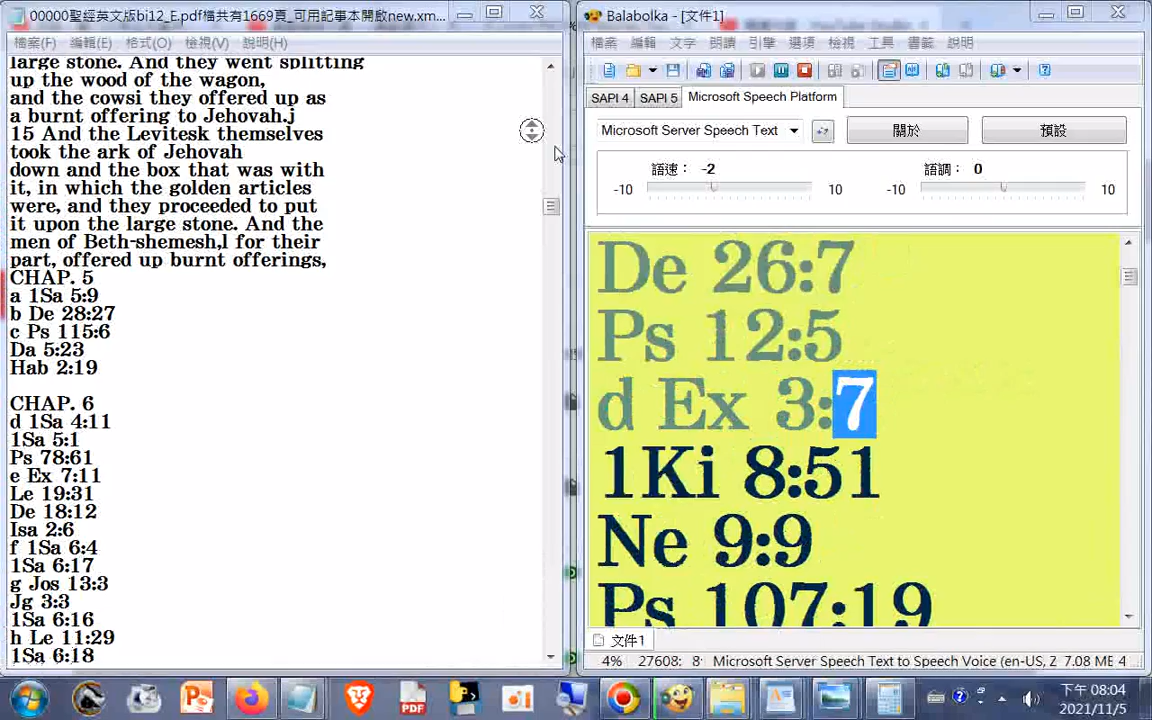 00000聖經英文版bi12_E.pdf檔共有1669頁_可用記事本開啟new.xm...
檔案(F) 編輯(E) 格式(O) 檢視(V) 說明(H)
large stone. And they went splitting
up the wood of the wagon,
and the cowsi they offered up as
a burnt offering to Jehovah.j
15 And the Levitesk themselves
took the ark of Jehovah
down and the box that was with
it, in which the golden articles
were, and they proceeded to put
it upon the large stone. And the
men of Beth-shemesh,l for their
part, offered up burnt offerings,
CHAP. 5
a 1Sa 5:9
b De 28:27
c Ps 115:6
Da 5:23
Hab 2:19
CHAP. 6
d 1Sa 4:11
1Sa 5:1
Ps 78:61
e Ex 7:11
Le 19:31
De 18:12
Isa 2:6
f 1Sa 6:4
1Sa 6:17
g Jos 13:3
Jg 3:3
1Sa 6:16
h Le 11:29
1Sa 6:18
Balabolka - [文件1]
檔案 編輯 文字 朗讀 引擎 選項 檢視 工具 書籤 說明
SAPI 4 SAPI 5 Microsoft Speech Platform
Microsoft Server Speech Text 關於 預設
語速： -2 語調： 0
-10 10 -10 10
De 26:7
Ps 12:5
d Ex 3:7
1Ki 8:51
Ne 9:9
Ps 107:19
文件1
4% 27608: 8 Microsoft Server Speech Text to Speech Voice (en-US, Z 7.08 ME 4
下午 08:04
2021/11/5